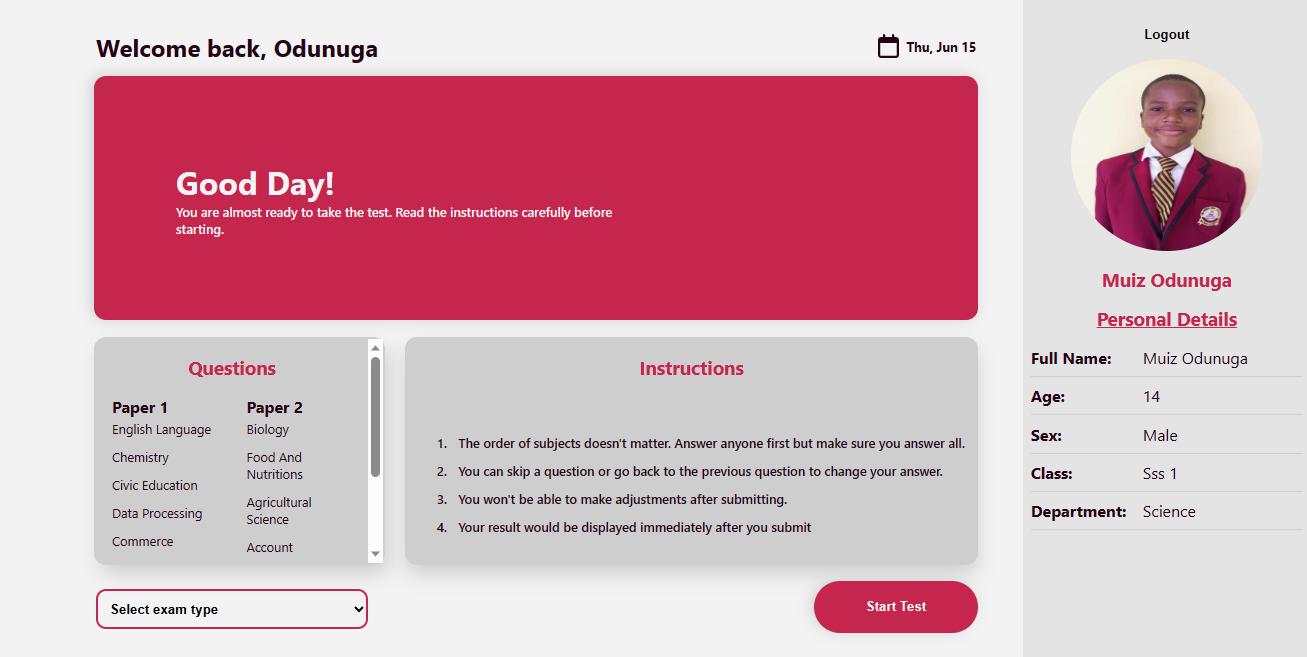 Welcome back, Odunuga
Thu, Jun 15
Good Day!
You are almost ready to take the test. Read the instructions carefully before
starting.
Questions
Paper 1
English Language
Chemistry
Civic Education
Data Processing
Commerce
Paper 2
Biology
Food And
Nutritions
Agricultural
Science
Account
Instructions
1. The order of subjects doesn't matter. Answer anyone first but make sure you answer all.
2. You can skip a question or go back to the previous question to change your answer.
3. You won't be able to make adjustments after submitting.
4. Your result would be displayed immediately after you submit
Select exam type
Start Test
Logout
Muiz Odunuga
Personal Details
Full Name: Muiz Odunuga
Age: 14
Sex: Male
Class: Sss 1
Department: Science